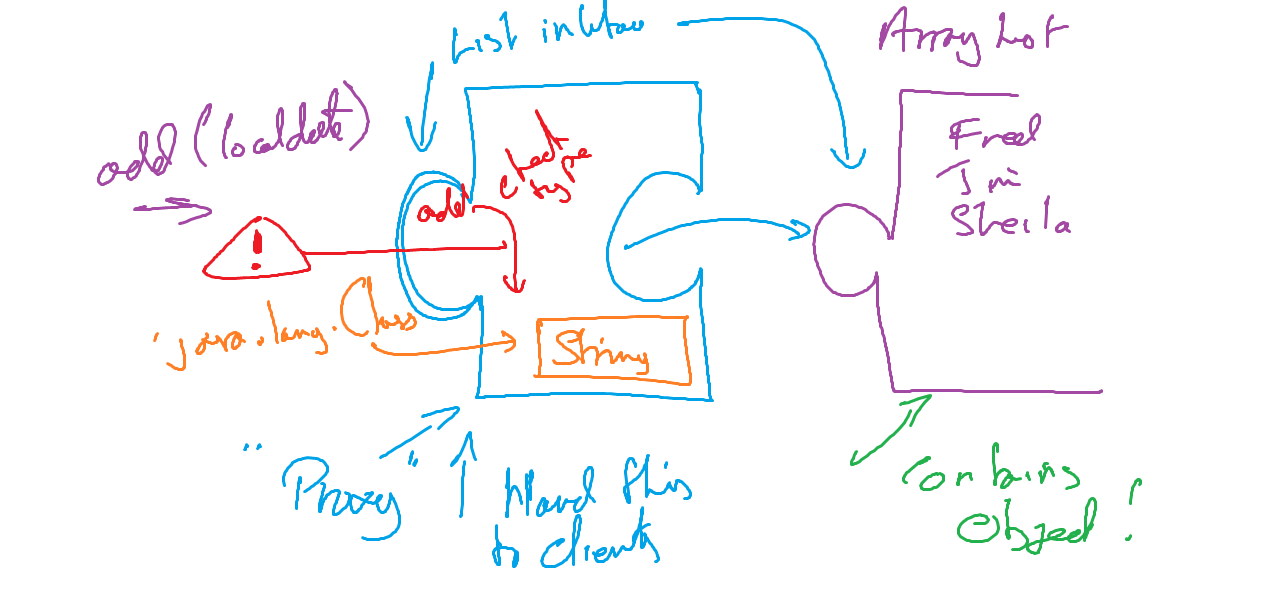 List
ArrayList
add(localdate)
Fred
Jim
Sheila
check
type
add
!
java.lang.Class
String
"Proxy"
Hand this
to clients
Contains
Object!